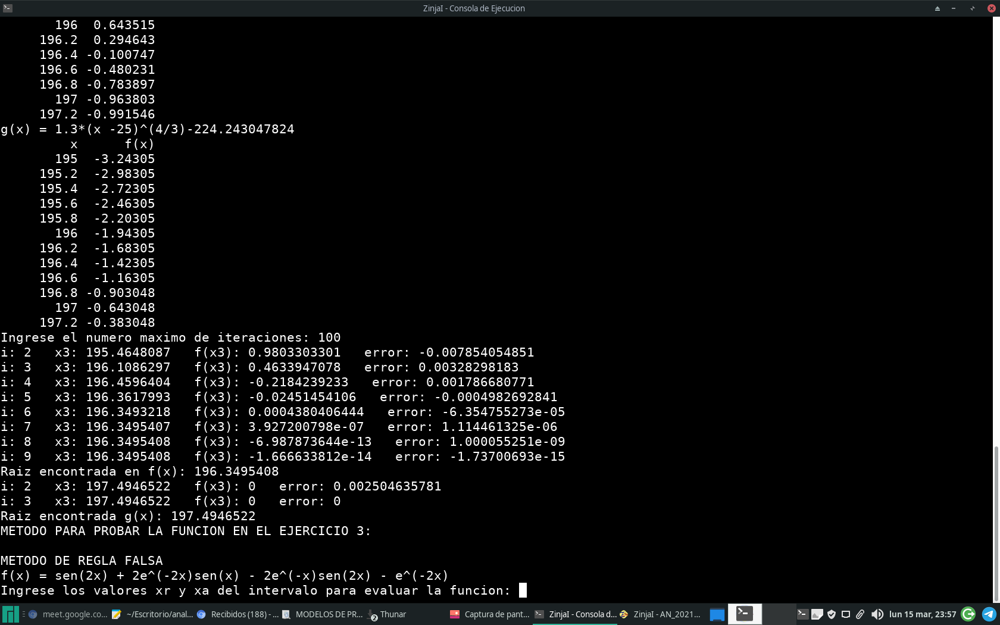 ZinjaI - Consola de Ejecucion
196 0.643515
196.2 0.294643
196.4 -0.100747
196.6 -0.480231
196.8 -0.783897
197 -0.963803
197.2 -0.991546
g(x) = 1.3*(x -25)^(4/3)-224.243047824
x f(x)
195 -3.24305
195.2 -2.98305
195.4 -2.72305
195.6 -2.46305
195.8 -2.20305
196 -1.94305
196.2 -1.68305
196.4 -1.42305
196.6 -1.16305
196.8 -0.903048
197 -0.643048
197.2 -0.383048
Ingrese el numero maximo de iteraciones: 100
i: 2 x3: 195.4648087 f(x3): 0.9803303301 error: -0.007854054851
i: 3 x3: 196.1086297 f(x3): 0.4633947078 error: 0.00328298183
i: 4 x3: 196.4596404 f(x3): -0.2184239233 error: 0.001786680771
i: 5 x3: 196.3617993 f(x3): -0.02451454106 error: -0.0004982692841
i: 6 x3: 196.3493218 f(x3): 0.0004380406444 error: -6.354755273e-05
i: 7 x3: 196.3495407 f(x3): 3.927200798e-07 error: 1.114461325e-06
i: 8 x3: 196.3495408 f(x3): -6.987873644e-13 error: 1.000055251e-09
i: 9 x3: 196.3495408 f(x3): -1.666633812e-14 error: -1.73700693e-15
Raiz encontrada en f(x): 196.3495408
i: 2 x3: 197.4946522 f(x3): 0 error: 0.002504635781
i: 3 x3: 197.4946522 f(x3): 0 error: 0
Raiz encontrada g(x): 197.4946522
METODO PARA PROBAR LA FUNCION EN EL EJERCICIO 3:
METODO DE REGLA FALSA
f(x) = sen(2x) + 2e^(-2x)sen(x) - 2e^(-x)sen(2x) - e^(-2x)
Ingrese los valores xr y xa del intervalo para evaluar la funcion:
meet.google.co... ~/Escritorio/anal... Recibidos (188) - ... MODELOS DE PR... 2 Thunar Captura de pant... ZinjaI - Consola d... ZinjaI - AN_2021... lun 15 mar, 23:57